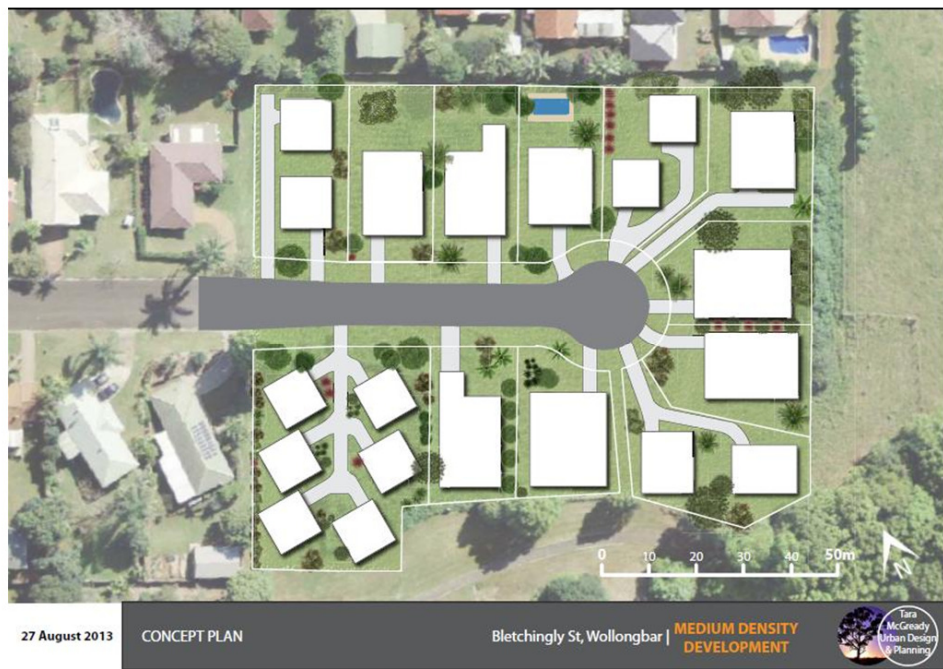 N
0 10 20 30 40 50m
27 August 2013
CONCEPT PLAN
Bletchingly St, Wollongbar |
MEDIUM DENSITY
DEVELOPMENT
Tara
McGready
Urban Design
& Planning